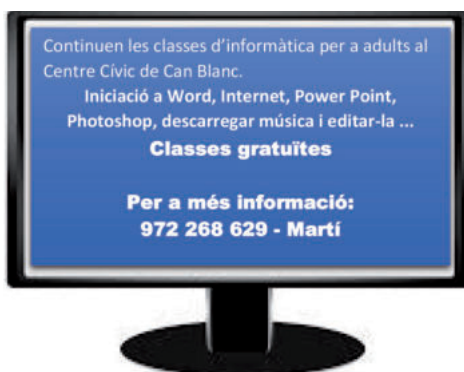 Continuen les classes d’informàtica per a adults al
Centre Cívic de Can Blanc.
Iniciació a Word, Internet, Power Point,
Photoshop, descarregar música i editar-la ...
Classes gratuïtes
Per a més informació:
972 268 629 - Martí